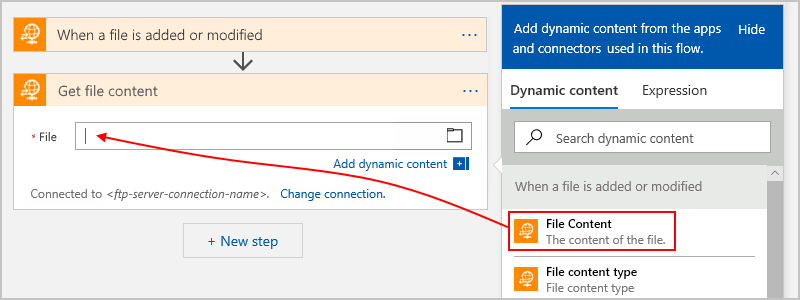 When a file is added or modified
...
Get file content
...
* File
Add dynamic content
Connected to <ftp-server-connection-name>. Change connection.
+ New step
Add dynamic content from the apps
and connectors used in this flow.
Hide
Dynamic content
Expression
Search dynamic content
When a file is added or modified
File Content
The content of the file.
File content type
File content type